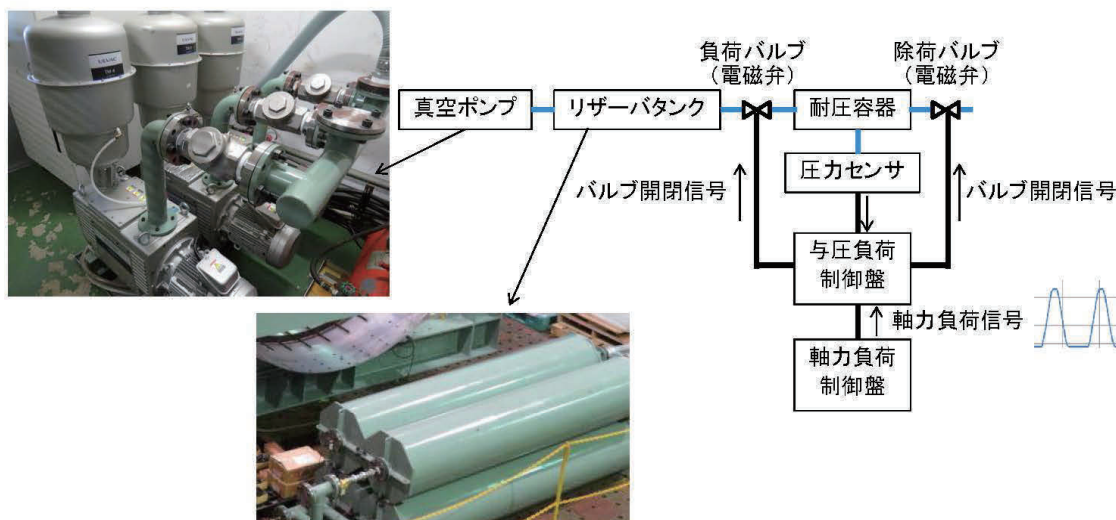 負荷バルブ
（電磁弁）
除荷バルブ
（電磁弁）
真空ポンプ
リザーバタンク
耐圧容器
圧力センサ
バルブ開閉信号
バルブ開閉信号
与圧負荷
制御盤
軸力負荷信号
軸力負荷
制御盤